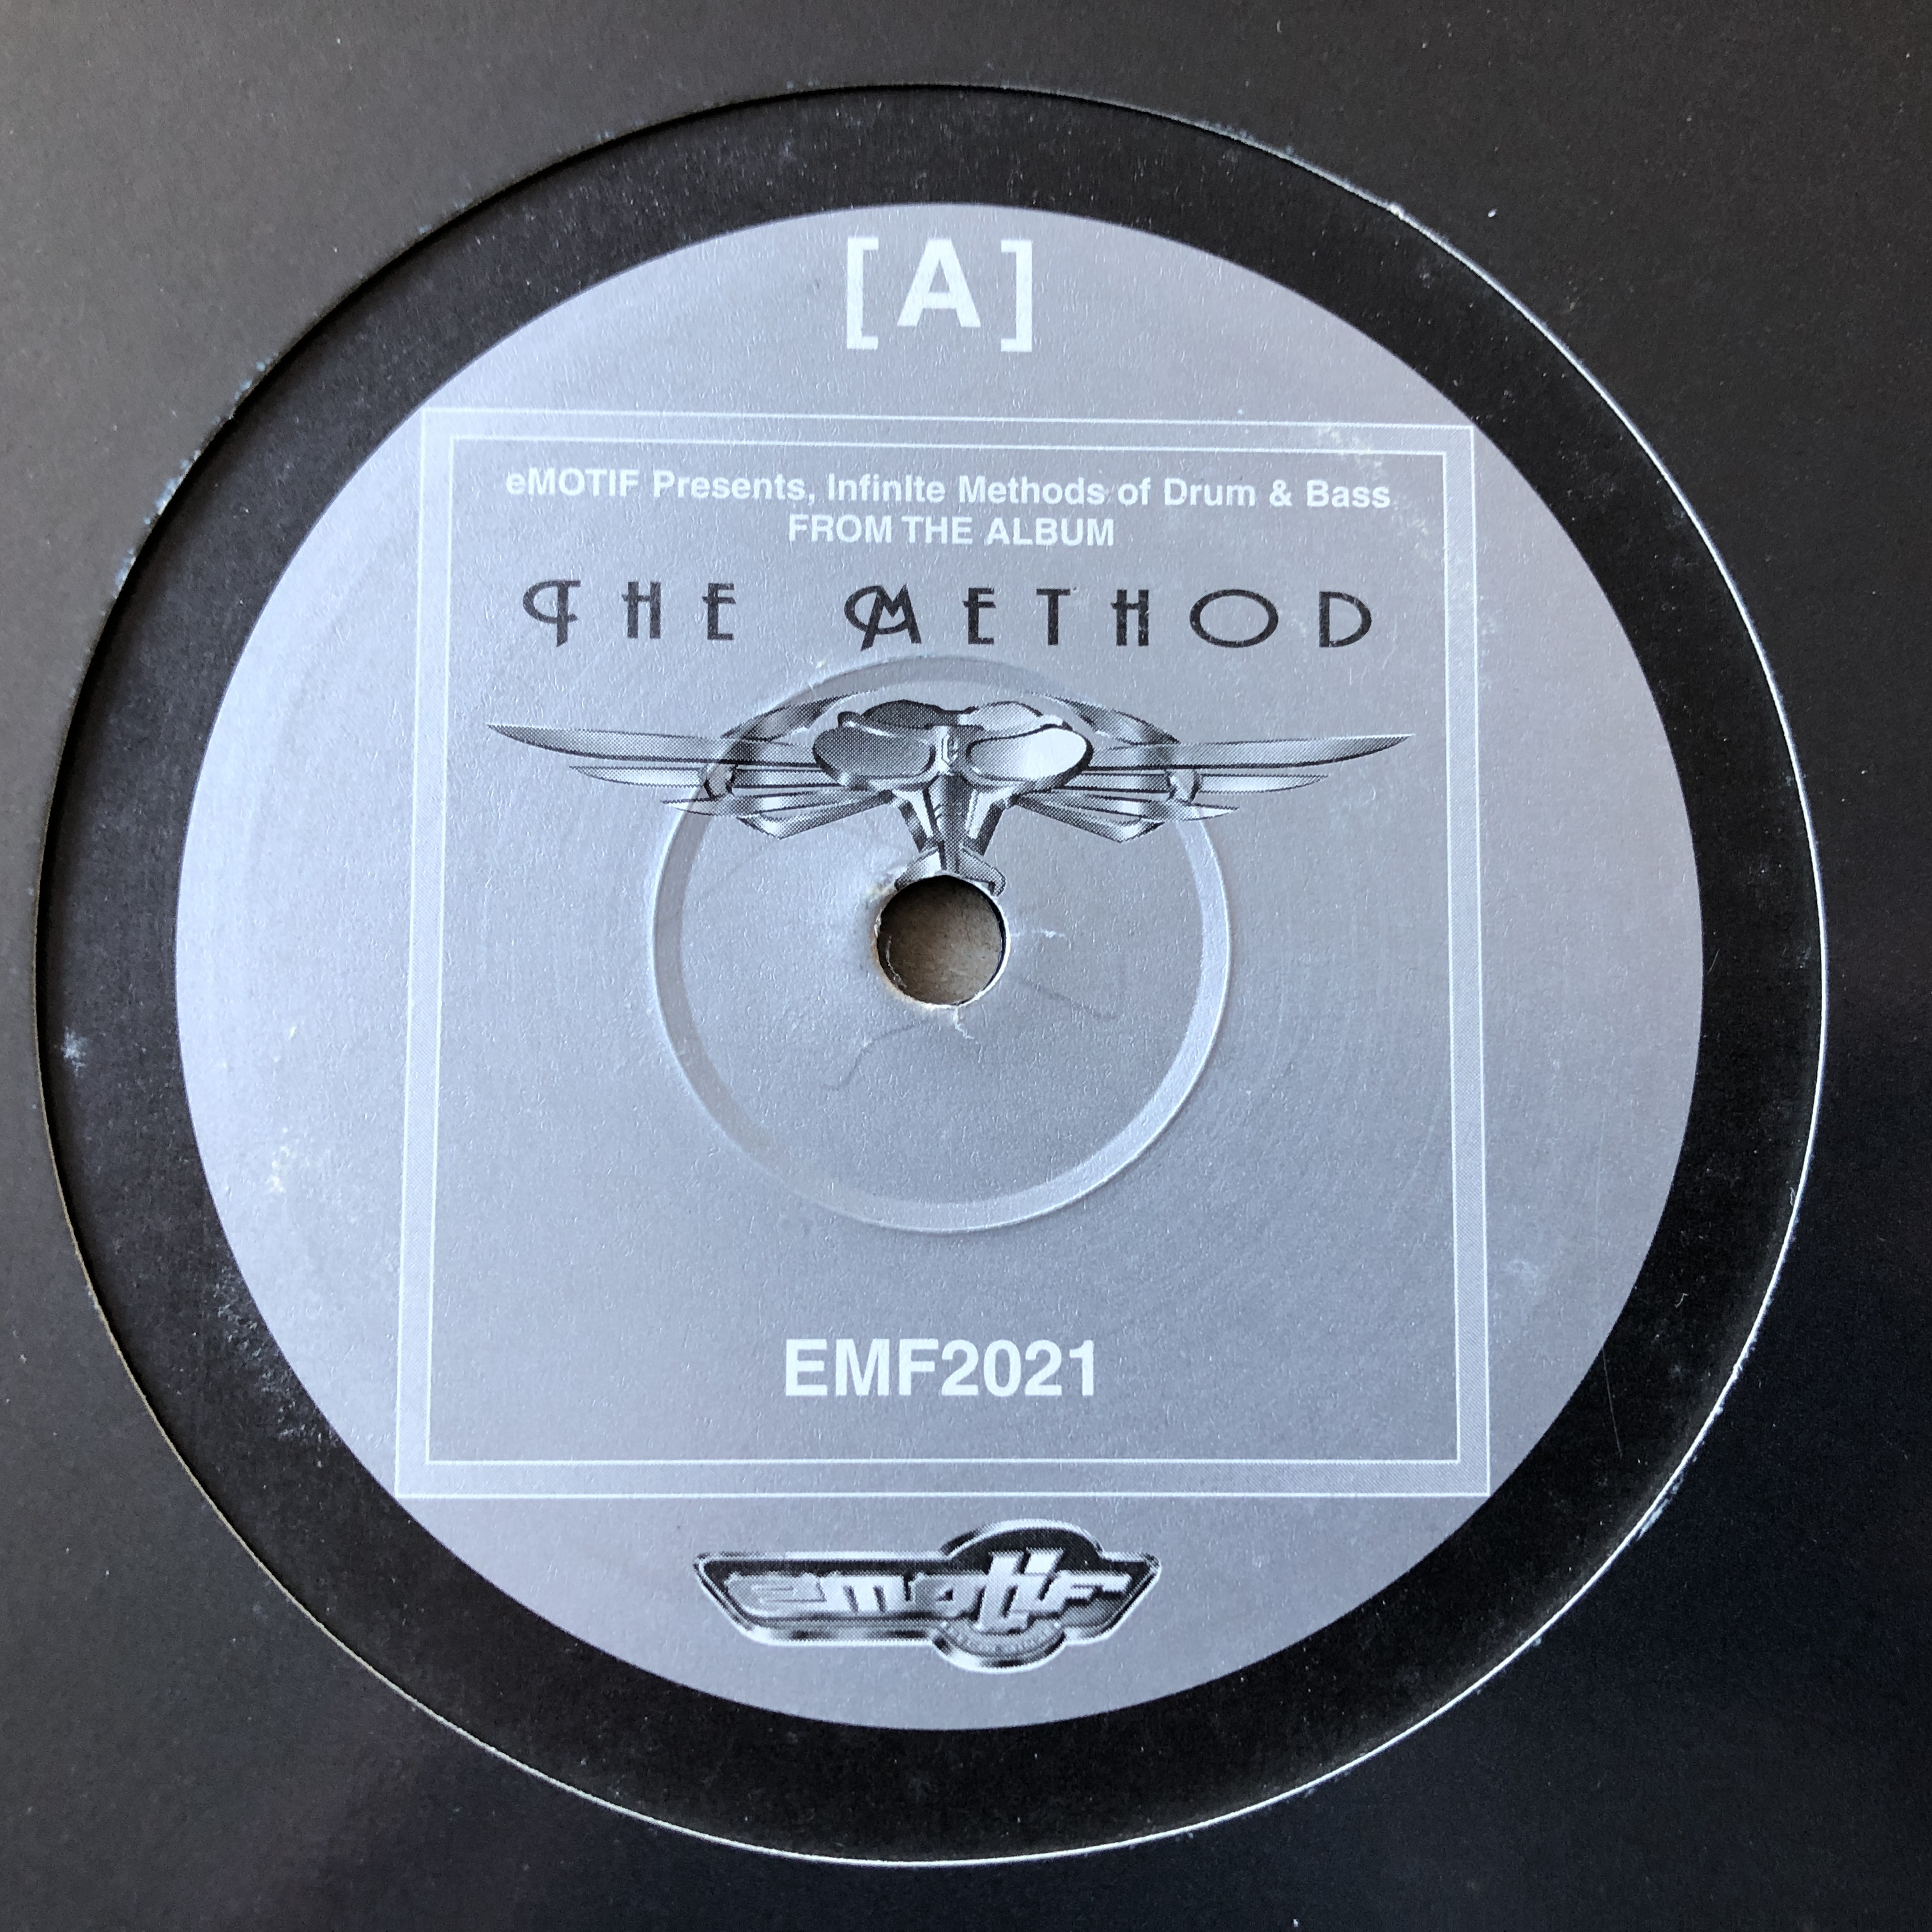 [A]
eMOTIF Presents, InfinIte Methods of Drum & Bass
FROM THE ALBUM
THE METHOD
EMF2021
emotif